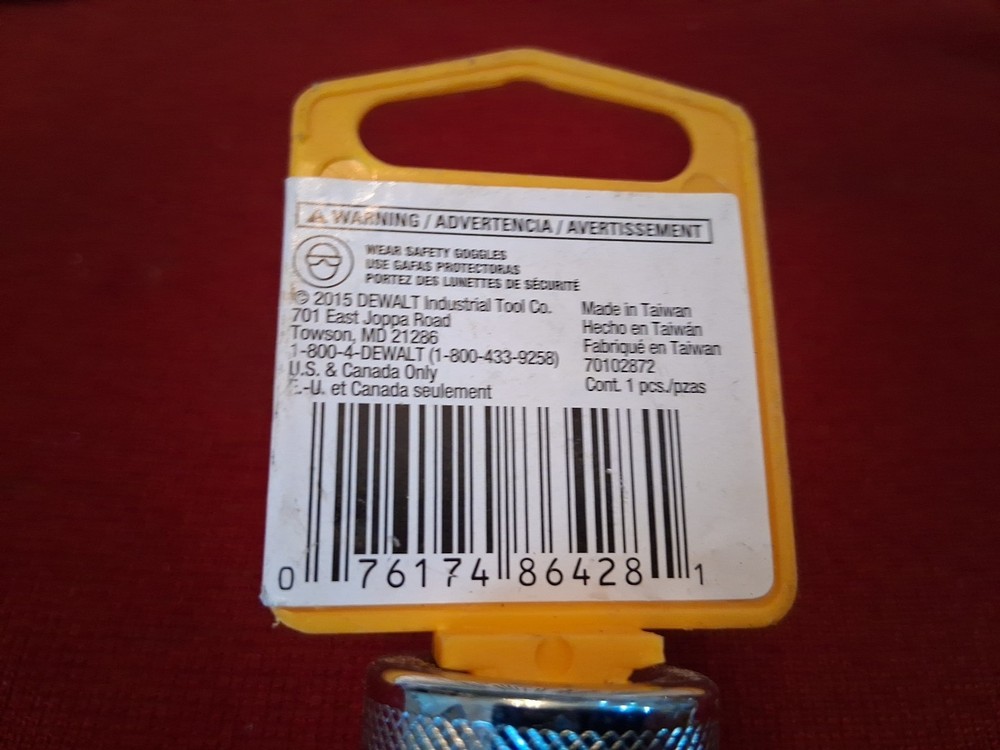 ⚠ WARNING / ADVERTENCIA / AVERTISSEMENT
WEAR SAFETY GOGGLES
USE GAFAS PROTECTORAS
PORTEZ DES LUNETTES DE SÉCURITÉ
© 2015 DEWALT Industrial Tool Co.
701 East Joppa Road
Towson, MD 21286
1-800-4-DEWALT (1-800-433-9258)
U.S. & Canada Only
E.-U. et Canada seulement
Made in Taiwan
Hecho en Taiwán
Fabriqué en Taiwan
70102872
Cont. 1 pcs./pzas
0 76174 86428 1